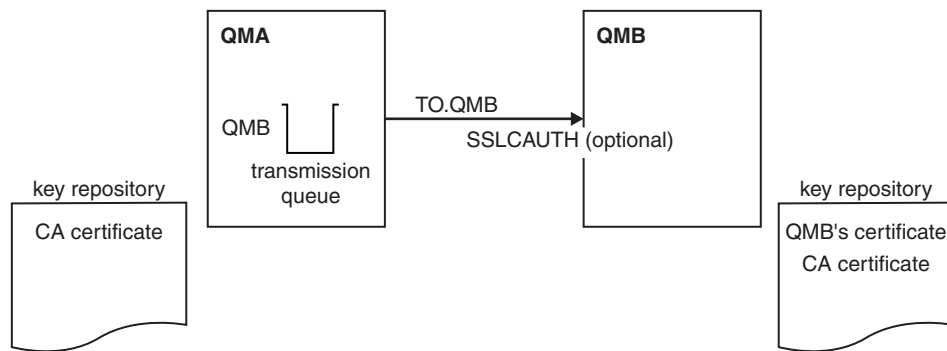 QMA
QMB
TO.QMB
QMB
SSLCAUTH (optional)
transmission
queue
key repository
CA certificate
key repository
QMB's certificate
CA certificate